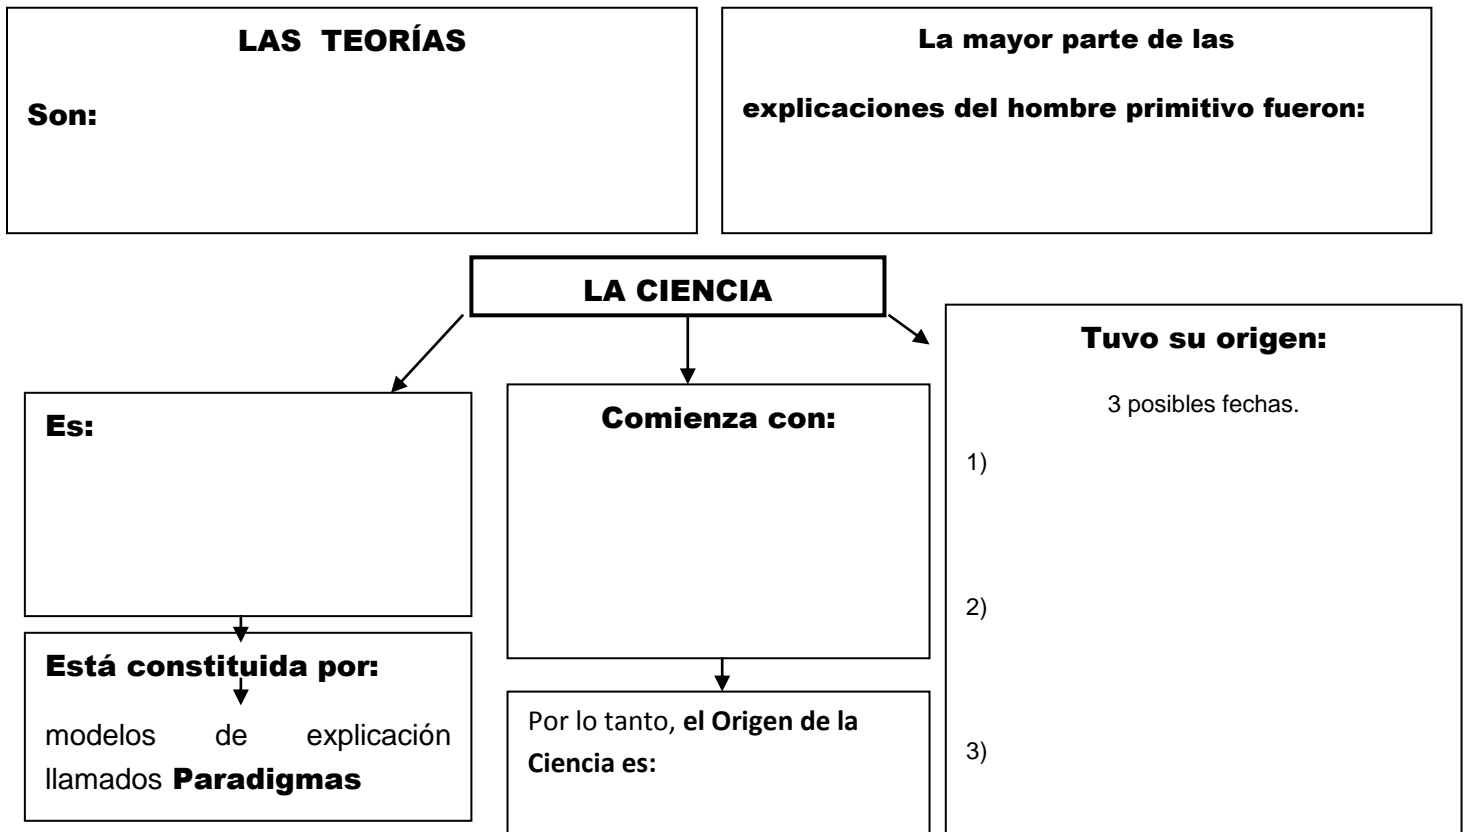 LAS TEORÍAS
Son:
La mayor parte de las
explicaciones del hombre primitivo fueron:
LA CIENCIA
Es:
Está constituida por:
modelos de explicación
llamados Paradigmas
Comienza con:
Por lo tanto, el Origen de la
Ciencia es:
Tuvo su origen:
3 posibles fechas.
1)
2)
3)